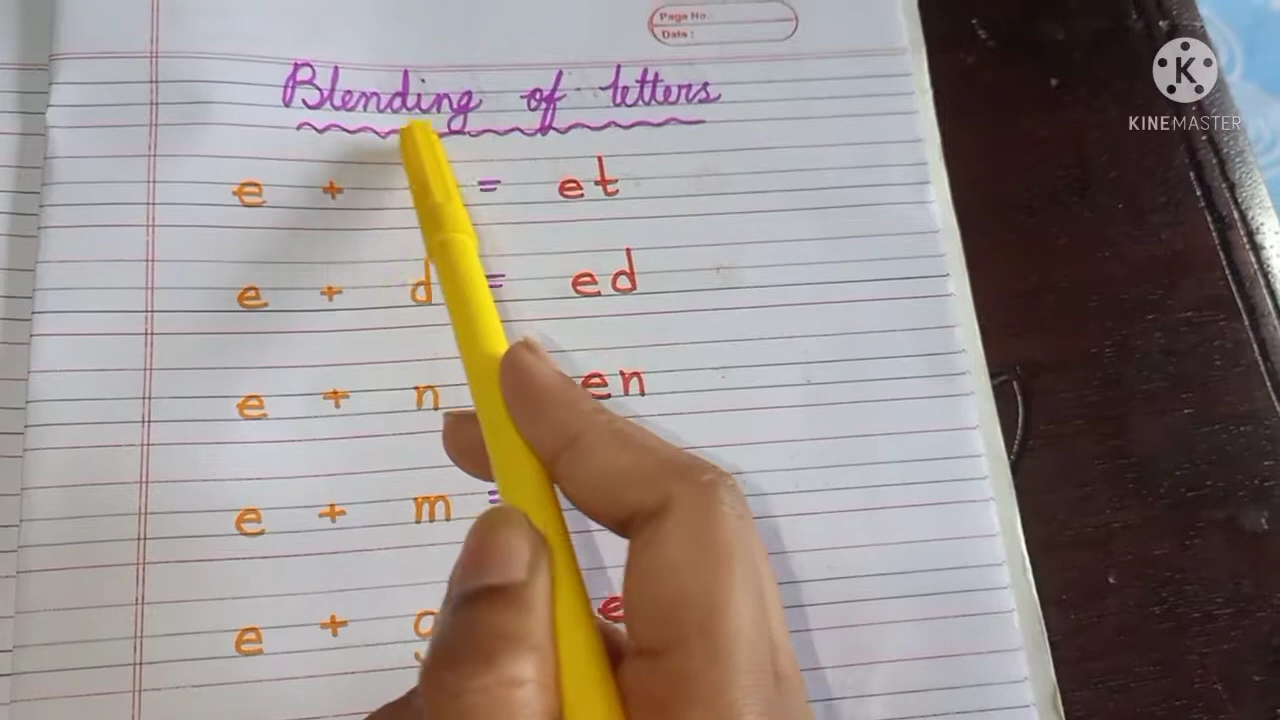 Page No.
Date :
KINEMASTER
Blending of letters
e + = et
e + d = ed
e + n en
e + m =
e + e